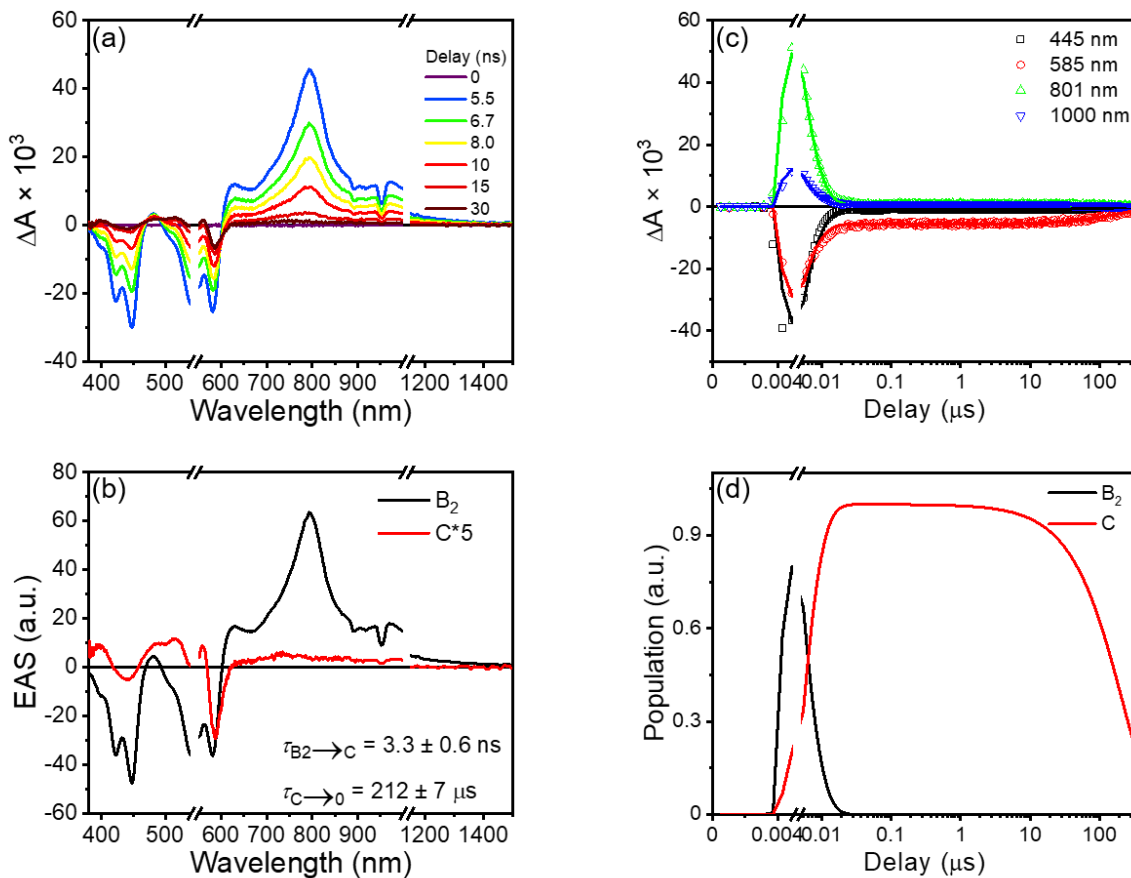 (a)
Delay (ns)
0
5.5
6.7
8.0
10
15
30
60
40
20
0
-20
-40
ΔA × 10³
400 500 600 700 800 900 1200 1400
Wavelength (nm)
(c)
445 nm
585 nm
801 nm
1000 nm
60
40
20
0
-20
-40
ΔA × 10³
0 0.004 0.01 0.1 1 10 100
Delay (μs)
(b)
B₂
C*5
80
60
40
20
0
-20
-40
-60
EAS (a.u.)
τB2→C = 3.3 ± 0.6 ns
τC→0 = 212 ± 7 μs
400 500 600 700 800 900 1200 1400
Wavelength (nm)
(d)
B₂
C
0.9
0.6
0.3
0
Population (a.u.)
0 0.004 0.01 0.1 1 10 100
Delay (μs)